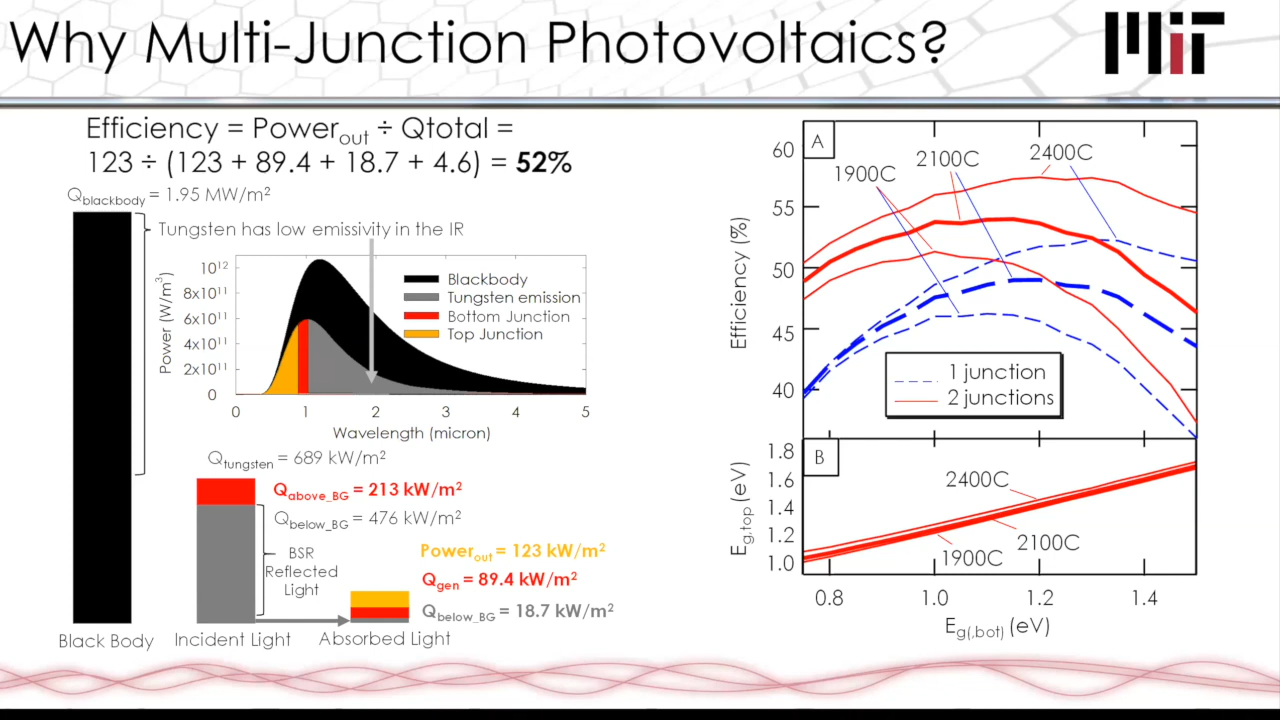 Why Multi-Junction Photovoltaics?
MiT
Efficiency = Powerout ÷ Qtotal =
123 ÷ (123 + 89.4 + 18.7 + 4.6) = 52%
Qblackbody = 1.95 MW/m²
Tungsten has low emissivity in the IR
Power (W/m³)
10¹²
8x10¹¹
6x10¹¹
4x10¹¹
2x10¹¹
0
Blackbody
Tungsten emission
Bottom Junction
Top Junction
0 1 2 3 4 5
Wavelength (micron)
Qtungsten = 689 kW/m²
Qabove_BG = 213 kW/m²
Qbelow_BG = 476 kW/m²
BSR
Reflected
Light
Powerout = 123 kW/m²
Qgen = 89.4 kW/m²
Qbelow_BG = 18.7 kW/m²
Black Body
Incident Light
Absorbed Light
A
Efficiency (%)
60
55
50
45
40
1900C
2100C
2400C
1 junction
2 junctions
B
Eg,top (eV)
1.8
1.6
1.4
1.2
1.0
2400C
2100C
1900C
0.8 1.0 1.2 1.4
Eg(,bot) (eV)